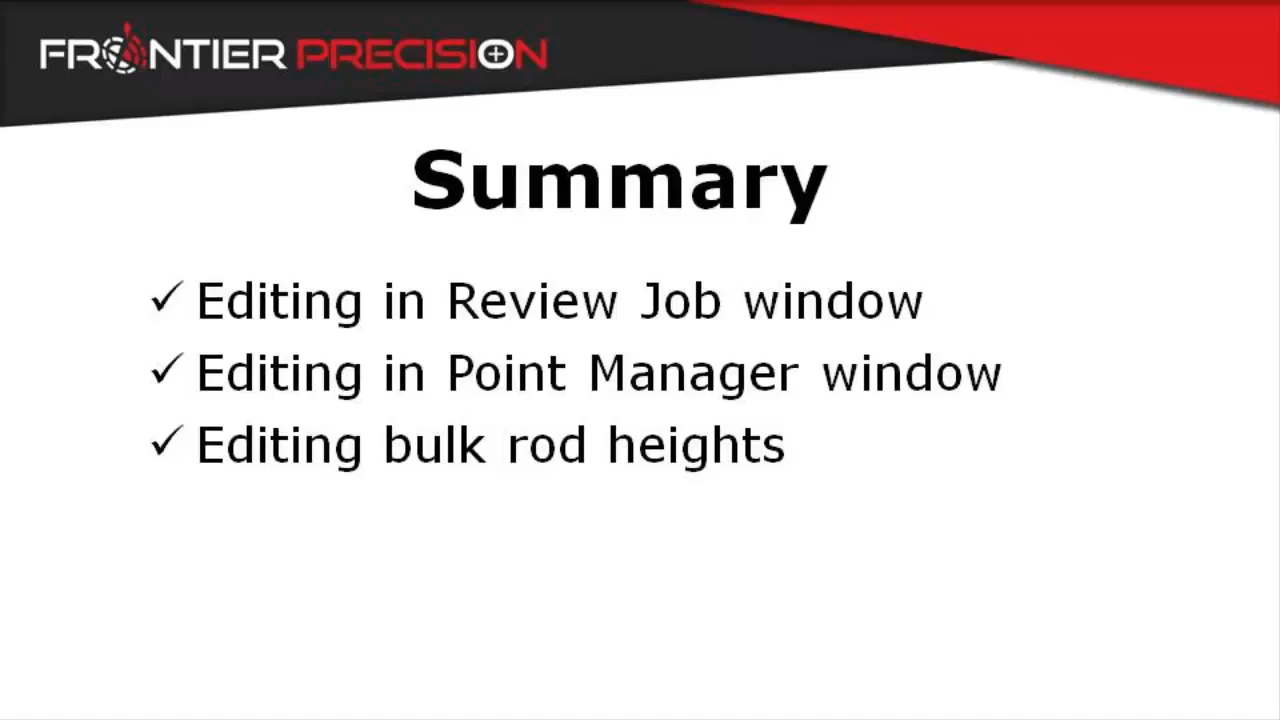 FRONTIER PRECISION
Summary
✓ Editing in Review Job window
✓ Editing in Point Manager window
✓ Editing bulk rod heights